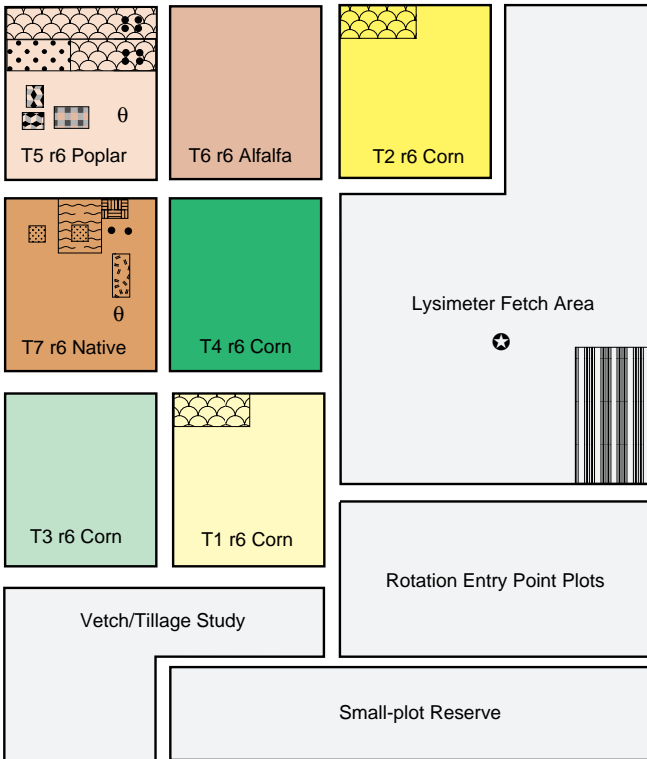 θ
T5 r6 Poplar
T6 r6 Alfalfa
T2 r6 Corn
θ
T7 r6 Native
T4 r6 Corn
Lysimeter Fetch Area
T3 r6 Corn
T1 r6 Corn
Rotation Entry Point Plots
Vetch/Tillage Study
Small-plot Reserve